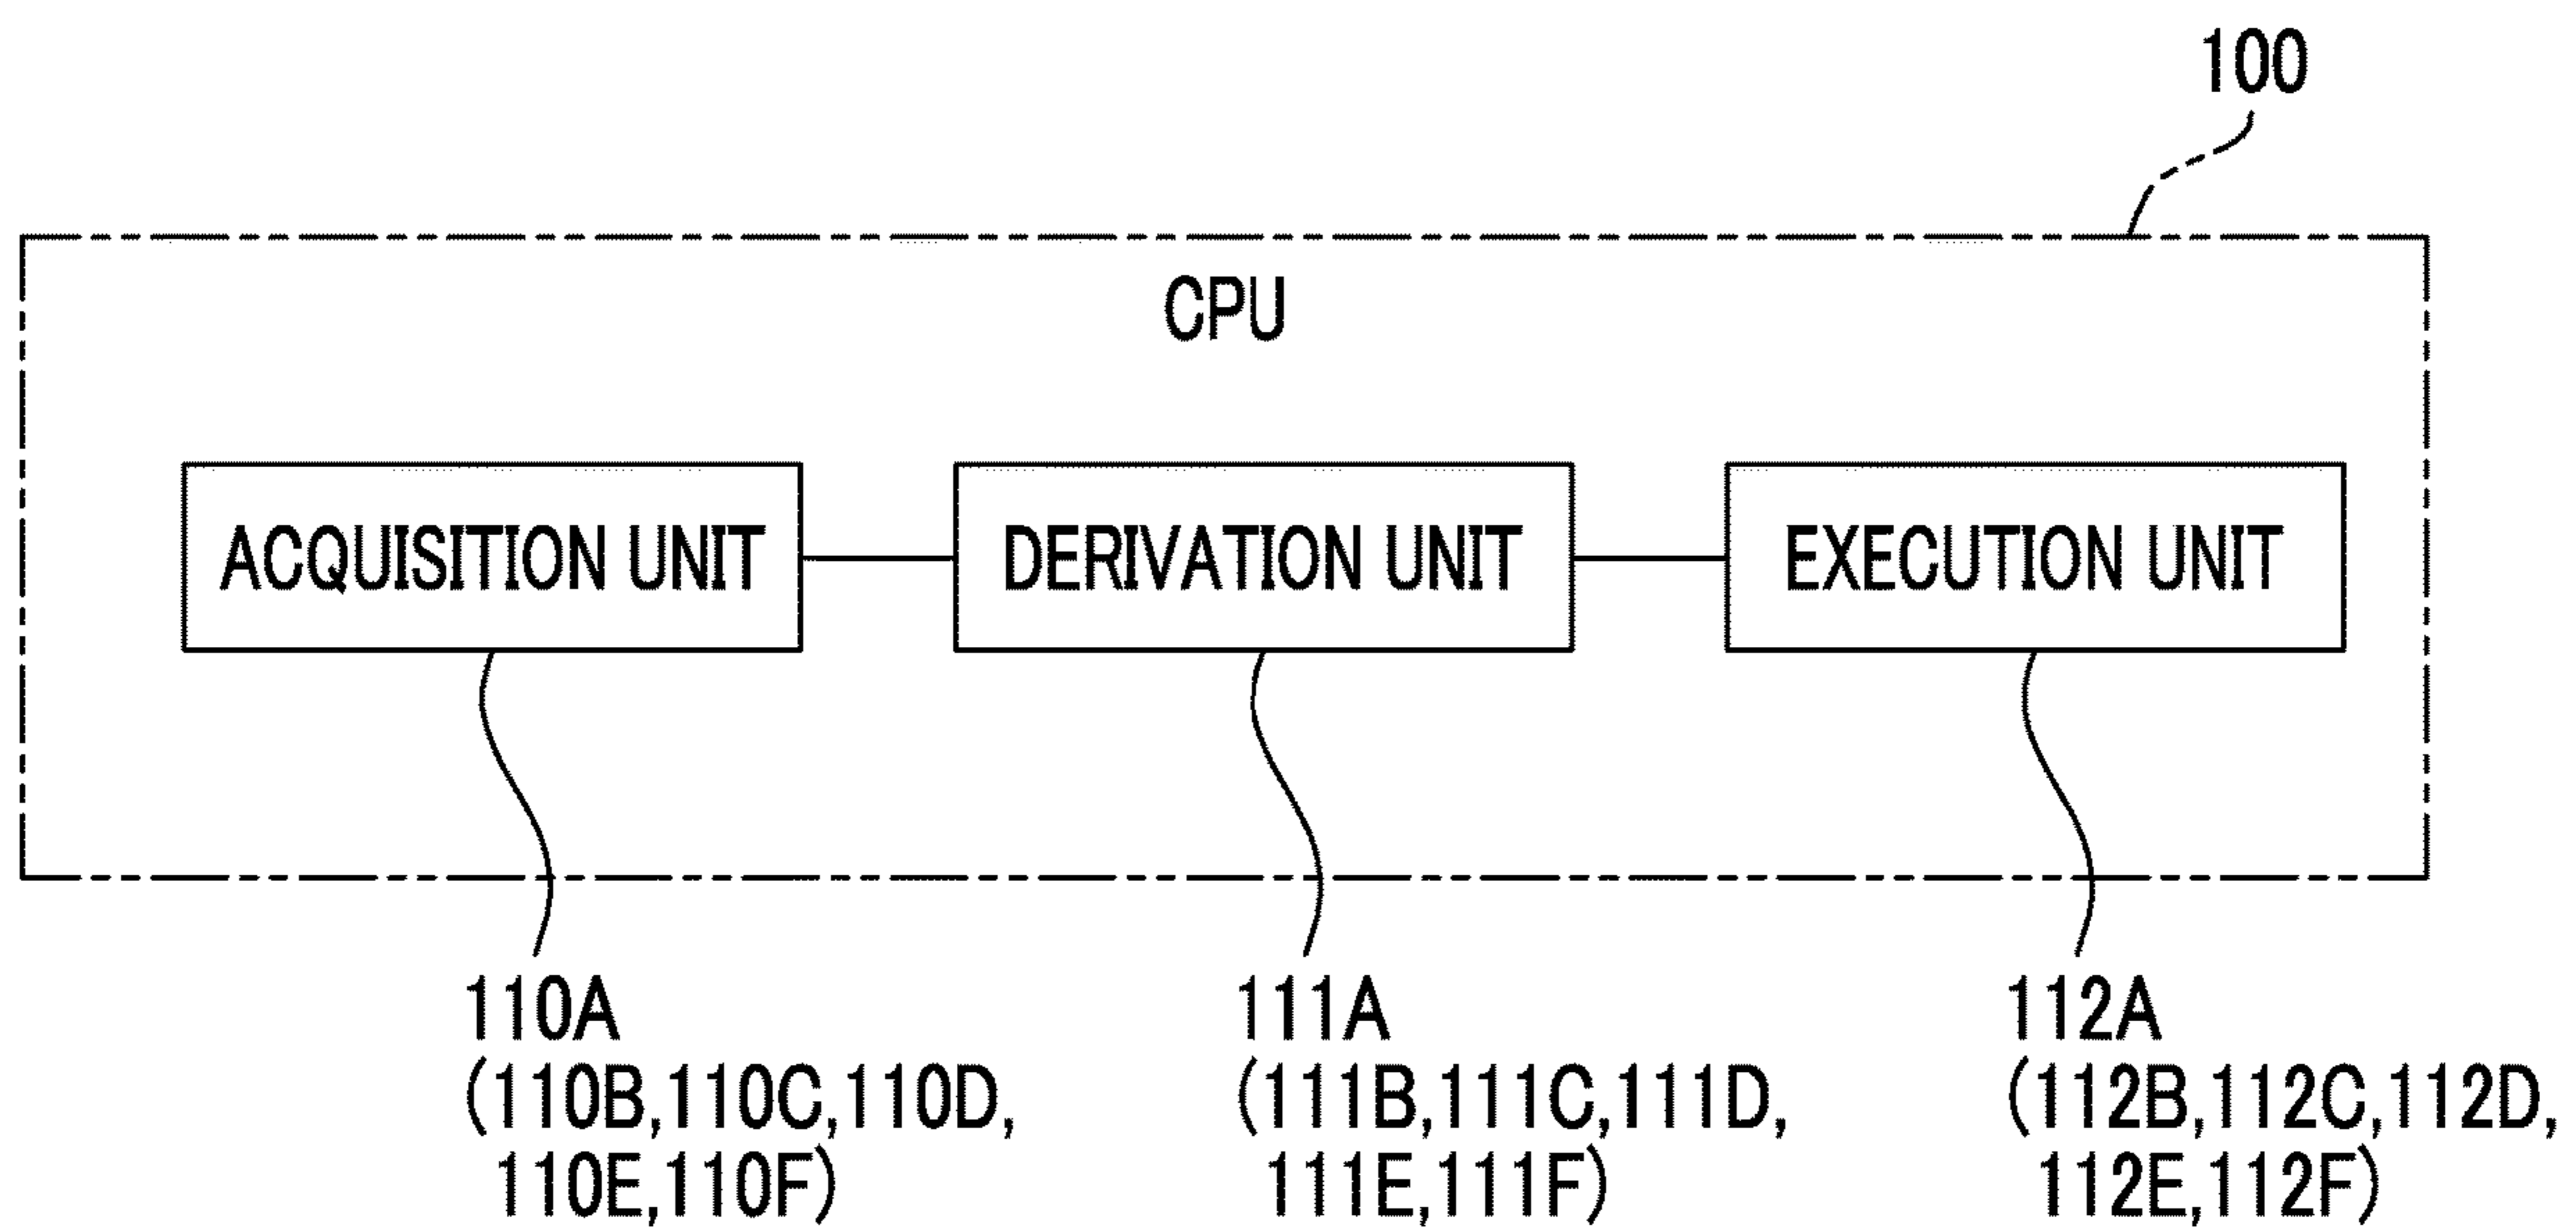 100
CPU
ACQUISITION UNIT
DERIVATION UNIT
EXECUTION UNIT
110A
(110B,110C,110D,
110E,110F)
111A
(111B,111C,111D,
111E,111F)
112A
(112B,112C,112D,
112E,112F)